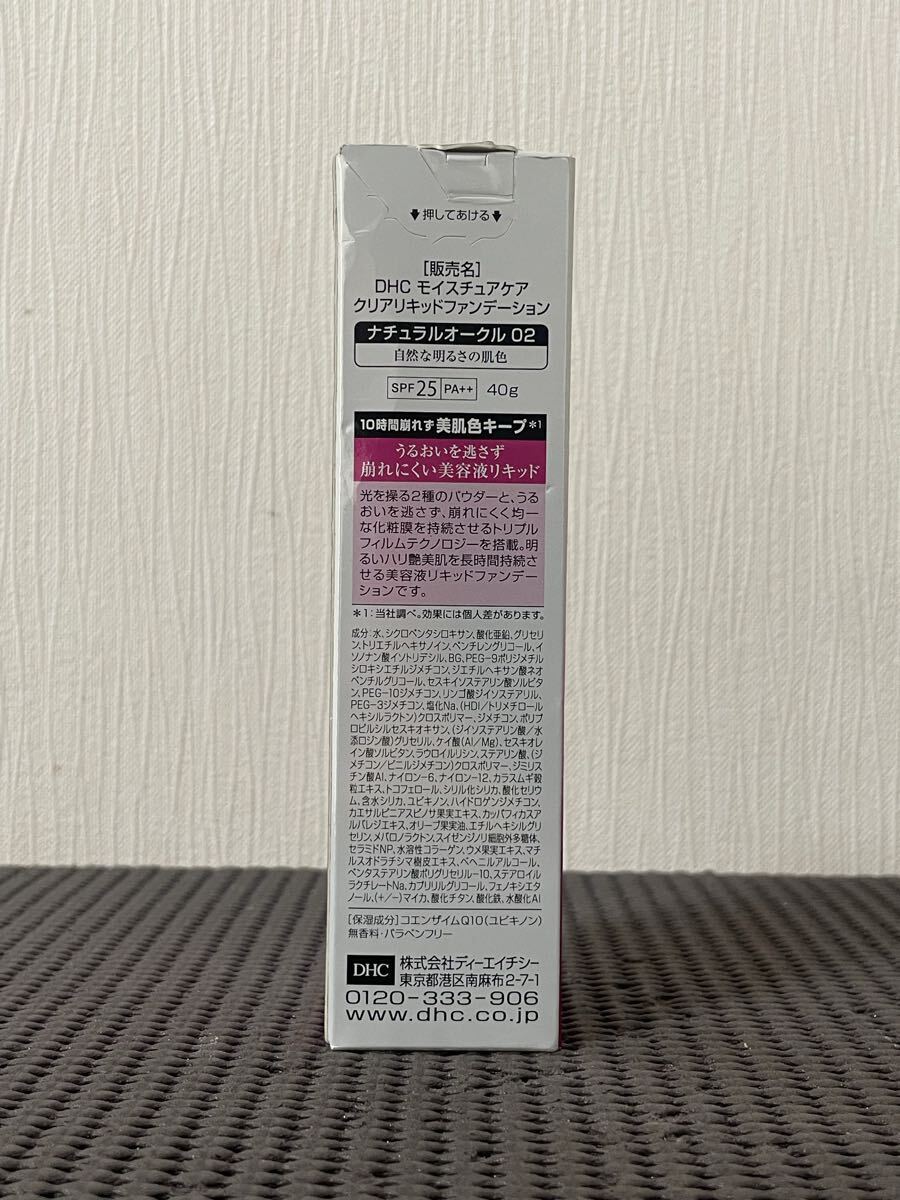 ⬇押してあける⬇
[販売名]
DHC モイスチュアケア
クリアリキッドファンデーション
ナチュラルオークル 02
自然な明るさの肌色
SPF25 PA++ 40g
10時間崩れず美肌色キープ*1
うるおいを逃さず
崩れにくい美容液リキッド
光を操る2種のパウダーと、うる
おいを逃さず、崩れにくく均一
な化粧膜を持続させるトリプル
フィルムテクノロジーを搭載。明
るいハリ艶美肌を長時間持続さ
せる美容液リキッドファンデー
ションです。
*1:当社調べ。効果には個人差があります。
成分:水、シクロペンタシロキサン、酸化亜鉛、グリセリ
ン、トリエチルヘキサノイン、ペンチレングリコール、イ
ソノナン酸イソトリデシル、BG、PEG-9ポリジメチル
シロキシエチルジメチコン、ジエチルヘキサン酸ネオ
ペンチルグリコール、セスキイソステアリン酸ソルビタ
ン、PEG-10ジメチコン、リンゴ酸ジイソステアリル、
PEG-3ジメチコン、塩化Na、(HDI/トリメチロール
ヘキシルラクトン)クロスポリマー、ジメチコン、ポリプ
ロピルシルセスキオキサン、(ジイソステアリン酸/水
添ロジン酸)グリセリル、ケイ酸(Al/Mg)、セスキオレ
イン酸ソルビタン、ラウロイルリシン、ステアリン酸、(ジ
メチコン/ビニルジメチコン)クロスポリマー、ジミリス
チン酸Al、ナイロン-6、ナイロン-12、カラスムギ穀
粒エキス、トコフェロール、シリル化シリカ、酸化セリウ
ム、含水シリカ、ユビキノン、ハイドロゲンジメチコン、
カエサルピニアスピノサ果実エキス、カッパフィカスア
ルバレジエキス、オリーブ果実油、エチルヘキシルグリ
セリン、メバロノラクトン、スイゼンジノリ細胞外多糖体、
セラミドNP、水溶性コラーゲン、ウメ果実エキス、マチ
ルスオドラチシマ樹皮エキス、ベヘニルアルコール、
ペンタステアリン酸ポリグリセリル-10、ステアロイル
ラクチレートNa、カプリリルグリコール、フェノキシエタ
ノール、(+/-)マイカ、酸化チタン、酸化鉄、水酸化Al
[保湿成分]コエンザイムQ10(ユビキノン)
無香料・パラベンフリー
DHC 株式会社ディーエイチシー
東京都港区南麻布2-7-1
0120-333-906
www.dhc.co.jp